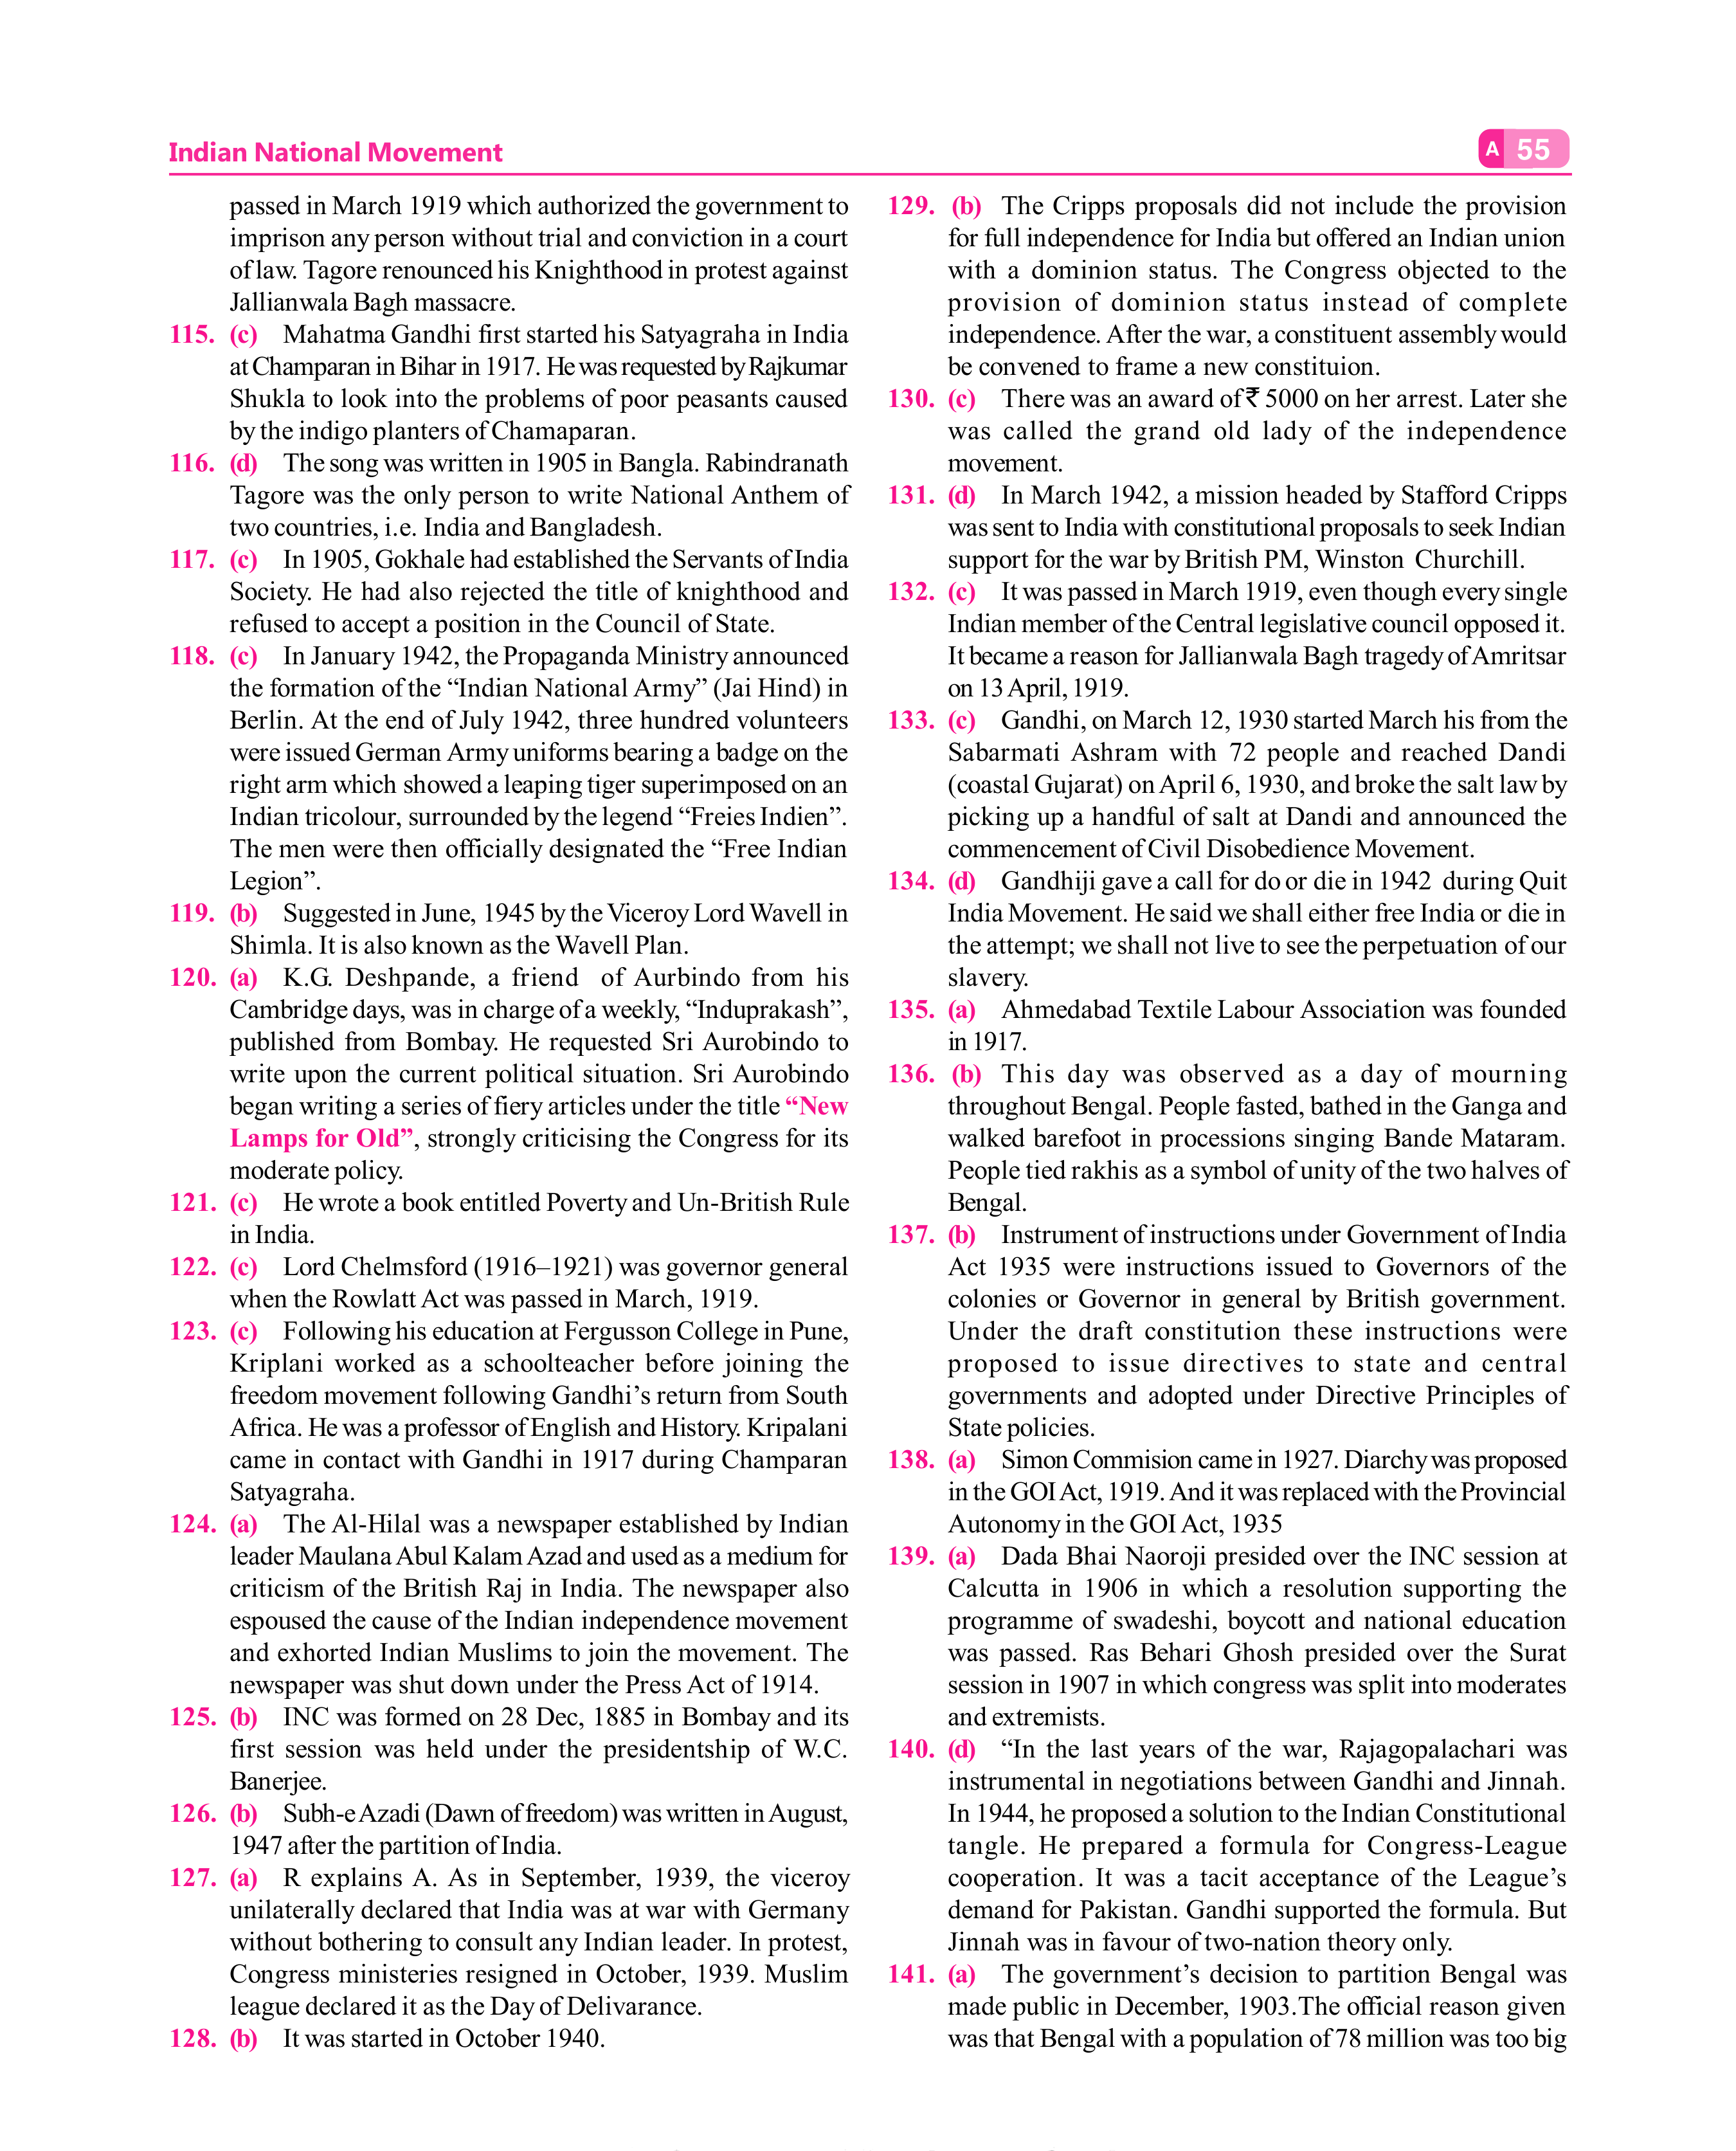 Indian National Movement
A 55
passed in March 1919 which authorized the government to
imprison any person without trial and conviction in a court
of law. Tagore renounced his Knighthood in protest against
Jallianwala Bagh massacre.
115. (c) Mahatma Gandhi first started his Satyagraha in India
at Champaran in Bihar in 1917. He was requested by Rajkumar
Shukla to look into the problems of poor peasants caused
by the indigo planters of Chamaparan.
116. (d) The song was written in 1905 in Bangla. Rabindranath
Tagore was the only person to write National Anthem of
two countries, i.e. India and Bangladesh.
117. (c) In 1905, Gokhale had established the Servants of India
Society. He had also rejected the title of knighthood and
refused to accept a position in the Council of State.
118. (c) In January 1942, the Propaganda Ministry announced
the formation of the “Indian National Army” (Jai Hind) in
Berlin. At the end of July 1942, three hundred volunteers
were issued German Army uniforms bearing a badge on the
right arm which showed a leaping tiger superimposed on an
Indian tricolour, surrounded by the legend “Freies Indien”.
The men were then officially designated the “Free Indian
Legion”.
119. (b) Suggested in June, 1945 by the Viceroy Lord Wavell in
Shimla. It is also known as the Wavell Plan.
120. (a) K.G. Deshpande, a friend of Aurbindo from his
Cambridge days, was in charge of a weekly, “Induprakash”,
published from Bombay. He requested Sri Aurobindo to
write upon the current political situation. Sri Aurobindo
began writing a series of fiery articles under the title “New
Lamps for Old”, strongly criticising the Congress for its
moderate policy.
121. (c) He wrote a book entitled Poverty and Un-British Rule
in India.
122. (c) Lord Chelmsford (1916–1921) was governor general
when the Rowlatt Act was passed in March, 1919.
123. (c) Following his education at Fergusson College in Pune,
Kriplani worked as a schoolteacher before joining the
freedom movement following Gandhi’s return from South
Africa. He was a professor of English and History. Kripalani
came in contact with Gandhi in 1917 during Champaran
Satyagraha.
124. (a) The Al-Hilal was a newspaper established by Indian
leader Maulana Abul Kalam Azad and used as a medium for
criticism of the British Raj in India. The newspaper also
espoused the cause of the Indian independence movement
and exhorted Indian Muslims to join the movement. The
newspaper was shut down under the Press Act of 1914.
125. (b) INC was formed on 28 Dec, 1885 in Bombay and its
first session was held under the presidentship of W.C.
Banerjee.
126. (b) Subh-e Azadi (Dawn of freedom) was written in August,
1947 after the partition of India.
127. (a) R explains A. As in September, 1939, the viceroy
unilaterally declared that India was at war with Germany
without bothering to consult any Indian leader. In protest,
Congress ministeries resigned in October, 1939. Muslim
league declared it as the Day of Delivarance.
128. (b) It was started in October 1940.
129. (b) The Cripps proposals did not include the provision
for full independence for India but offered an Indian union
with a dominion status. The Congress objected to the
provision of dominion status instead of complete
independence. After the war, a constituent assembly would
be convened to frame a new constituion.
130. (c) There was an award of ₹ 5000 on her arrest. Later she
was called the grand old lady of the independence
movement.
131. (d) In March 1942, a mission headed by Stafford Cripps
was sent to India with constitutional proposals to seek Indian
support for the war by British PM, Winston Churchill.
132. (c) It was passed in March 1919, even though every single
Indian member of the Central legislative council opposed it.
It became a reason for Jallianwala Bagh tragedy of Amritsar
on 13 April, 1919.
133. (c) Gandhi, on March 12, 1930 started March his from the
Sabarmati Ashram with 72 people and reached Dandi
(coastal Gujarat) on April 6, 1930, and broke the salt law by
picking up a handful of salt at Dandi and announced the
commencement of Civil Disobedience Movement.
134. (d) Gandhiji gave a call for do or die in 1942 during Quit
India Movement. He said we shall either free India or die in
the attempt; we shall not live to see the perpetuation of our
slavery.
135. (a) Ahmedabad Textile Labour Association was founded
in 1917.
136. (b) This day was observed as a day of mourning
throughout Bengal. People fasted, bathed in the Ganga and
walked barefoot in processions singing Bande Mataram.
People tied rakhis as a symbol of unity of the two halves of
Bengal.
137. (b) Instrument of instructions under Government of India
Act 1935 were instructions issued to Governors of the
colonies or Governor in general by British government.
Under the draft constitution these instructions were
proposed to issue directives to state and central
governments and adopted under Directive Principles of
State policies.
138. (a) Simon Commision came in 1927. Diarchy was proposed
in the GOI Act, 1919. And it was replaced with the Provincial
Autonomy in the GOI Act, 1935
139. (a) Dada Bhai Naoroji presided over the INC session at
Calcutta in 1906 in which a resolution supporting the
programme of swadeshi, boycott and national education
was passed. Ras Behari Ghosh presided over the Surat
session in 1907 in which congress was split into moderates
and extremists.
140. (d) “In the last years of the war, Rajagopalachari was
instrumental in negotiations between Gandhi and Jinnah.
In 1944, he proposed a solution to the Indian Constitutional
tangle. He prepared a formula for Congress-League
cooperation. It was a tacit acceptance of the League’s
demand for Pakistan. Gandhi supported the formula. But
Jinnah was in favour of two-nation theory only.
141. (a) The government’s decision to partition Bengal was
made public in December, 1903.The official reason given
was that Bengal with a population of 78 million was too big